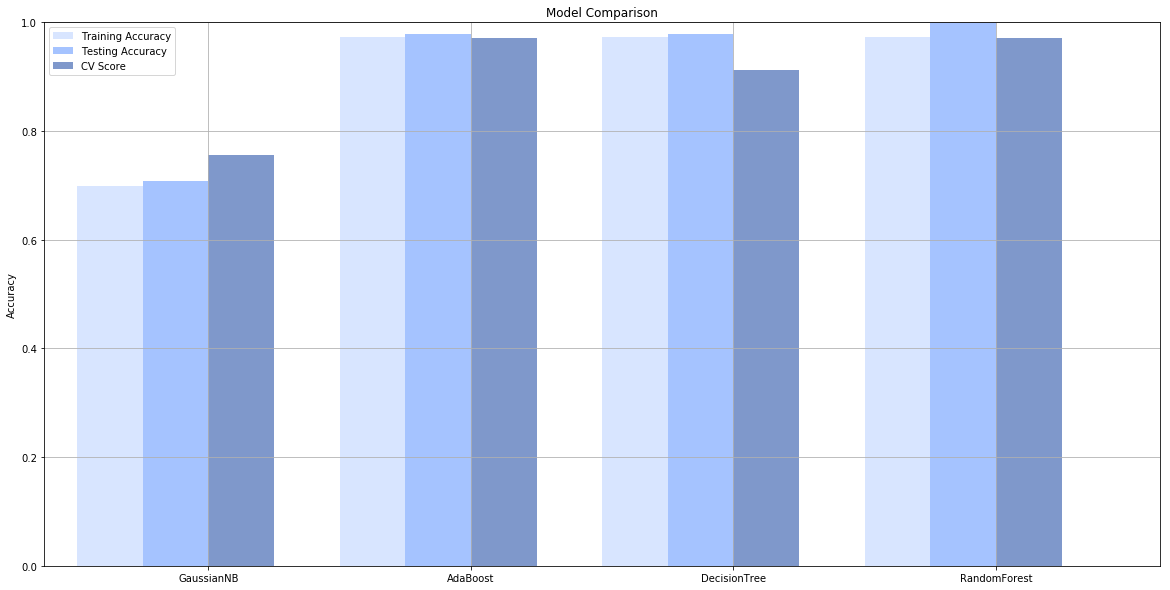 Model Comparison
Training Accuracy
Testing Accuracy
CV Score
Accuracy
1.0
0.8
0.6
0.4
0.2
0.0
GaussianNB
AdaBoost
DecisionTree
RandomForest